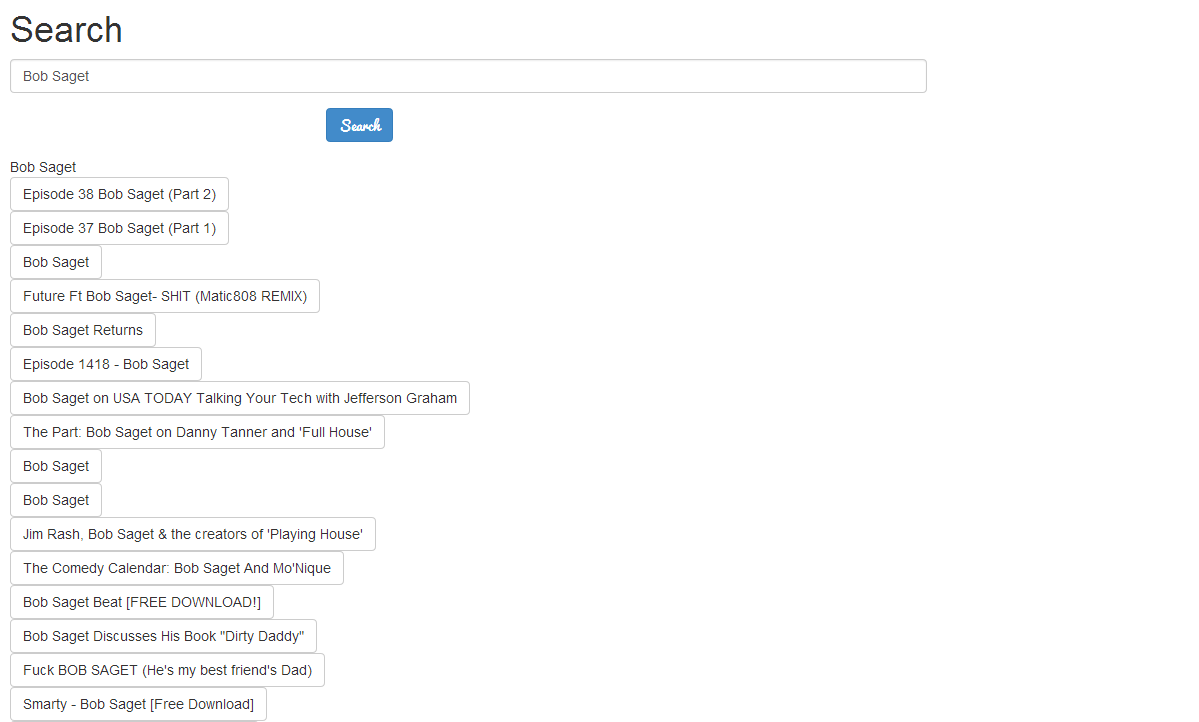 Search
Bob Saget
Search
Bob Saget
Episode 38 Bob Saget (Part 2)
Episode 37 Bob Saget (Part 1)
Bob Saget
Future Ft Bob Saget- SHIT (Matic808 REMIX)
Bob Saget Returns
Episode 1418 - Bob Saget
Bob Saget on USA TODAY Talking Your Tech with Jefferson Graham
The Part: Bob Saget on Danny Tanner and 'Full House'
Bob Saget
Bob Saget
Jim Rash, Bob Saget & the creators of 'Playing House'
The Comedy Calendar: Bob Saget And Mo'Nique
Bob Saget Beat [FREE DOWNLOAD!]
Bob Saget Discusses His Book "Dirty Daddy"
Fuck BOB SAGET (He's my best friend's Dad)
Smarty - Bob Saget [Free Download]